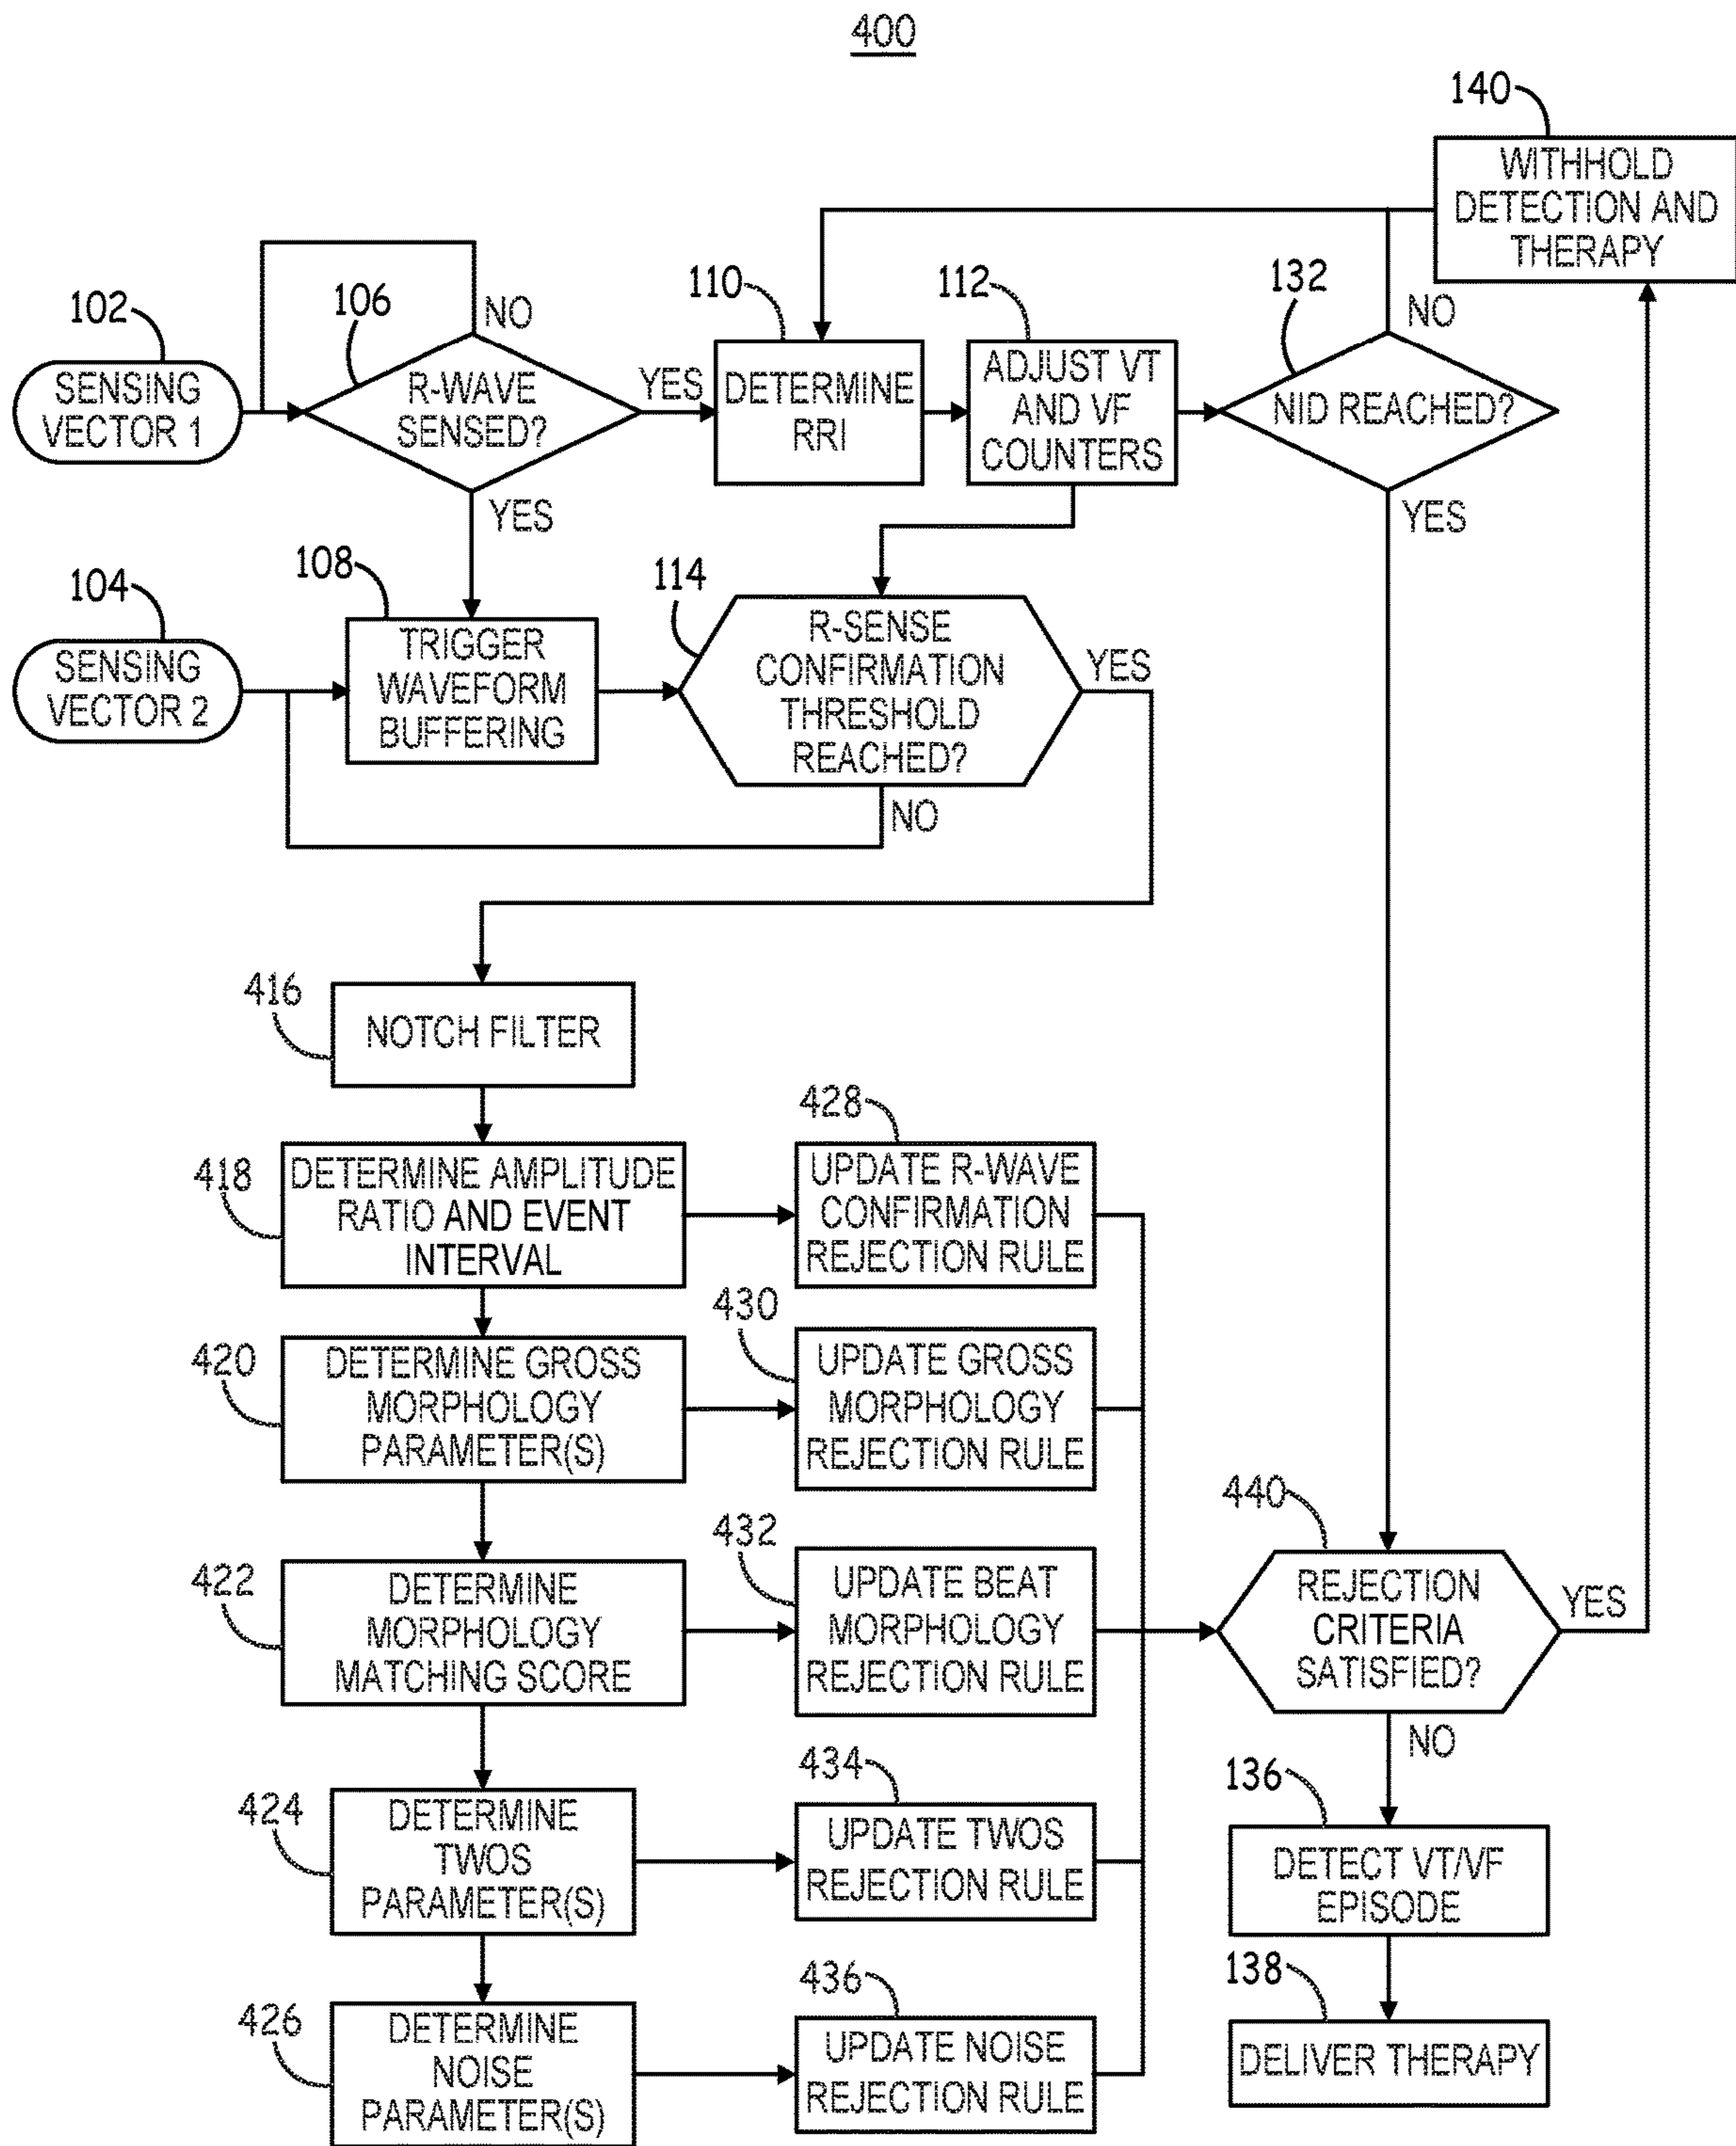 400
140
WITHHOLD
DETECTION AND
THERAPY
102
SENSING
VECTOR 1
106
NO
R-WAVE
SENSED?
YES
YES
110
DETERMINE
RRI
112
ADJUST VT
AND VF
COUNTERS
132
NO
NID REACHED?
YES
104
SENSING
VECTOR 2
108
TRIGGER
WAVEFORM
BUFFERING
114
R-SENSE
CONFIRMATION
THRESHOLD
REACHED?
YES
NO
416
NOTCH FILTER
418
DETERMINE AMPLITUDE
RATIO AND EVENT
INTERVAL
428
UPDATE R-WAVE
CONFIRMATION
REJECTION RULE
420
DETERMINE GROSS
MORPHOLOGY
PARAMETER(S)
430
UPDATE GROSS
MORPHOLOGY
REJECTION RULE
422
DETERMINE
MORPHOLOGY
MATCHING SCORE
432
UPDATE BEAT
MORPHOLOGY
REJECTION RULE
440
REJECTION
CRITERIA
SATISFIED?
YES
NO
424
DETERMINE
TWOS
PARAMETER(S)
434
UPDATE TWOS
REJECTION RULE
136
DETECT VT/VF
EPISODE
426
DETERMINE
NOISE
PARAMETER(S)
436
UPDATE NOISE
REJECTION RULE
138
DELIVER THERAPY